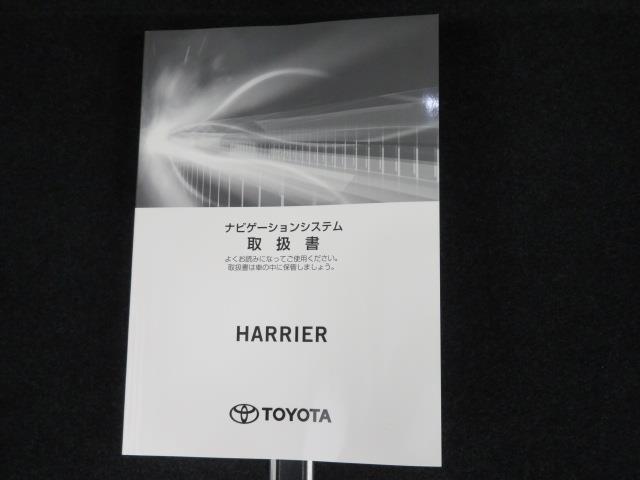 ナビゲーションシステム
取扱書
よくお読みになってご使用ください。
取扱書は車の中に保管しましょう。
HARRIER
TOYOTA